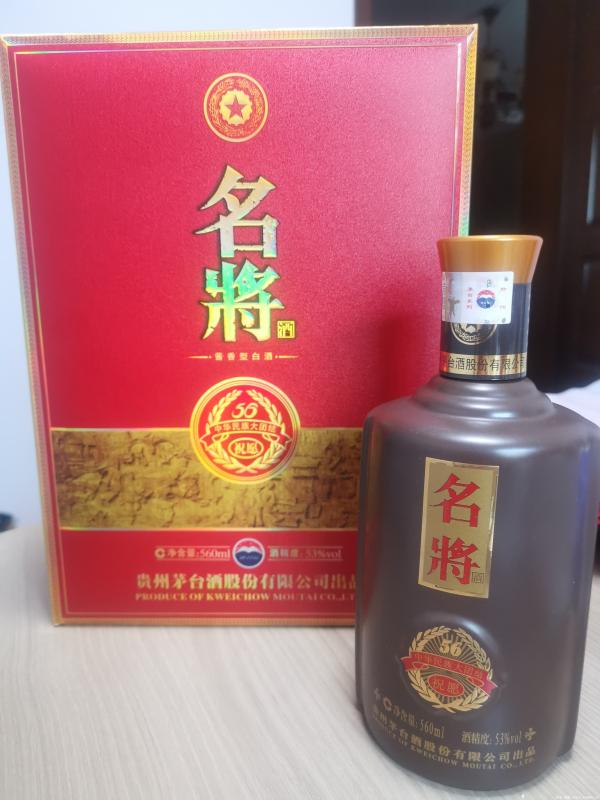 名
將
酒
酱香型白酒
56
中华民族大团结
祝愿
净含量:560ml
酒精度:53%vol
贵州茅台酒股份有限公司出品
PRODUCE OF KWEICHOW MOUTAI CO.,LTD
台酒股份有限公
名
將
酒
56
中华民族大团结
祝愿
净含量:560ml
酒精度:53%vol
贵州茅台酒股份有限公司出品
PRODUCE OF KWEICHOW MOUTAI CO., LTD.